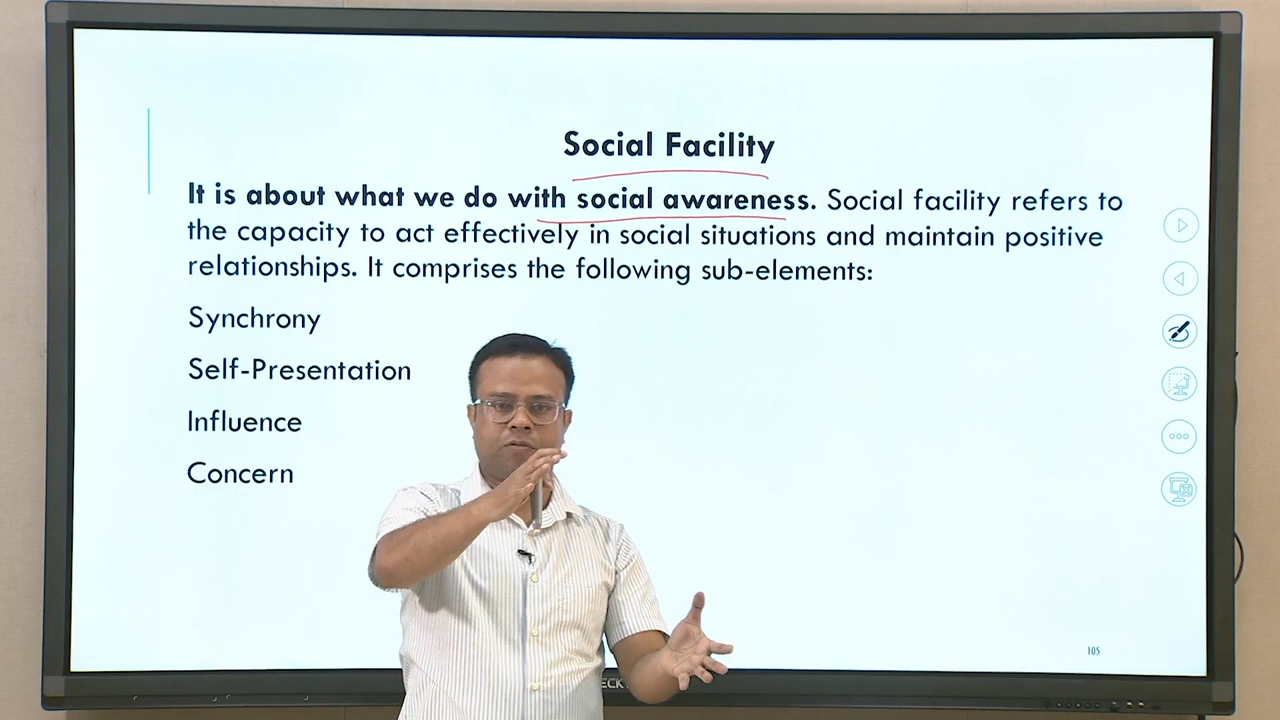 Social Facility
It is about what we do with social awareness. Social facility refers to
the capacity to act effectively in social situations and maintain positive
relationships. It comprises the following sub-elements:
Synchrony
Self-Presentation
Influence
Concern
105